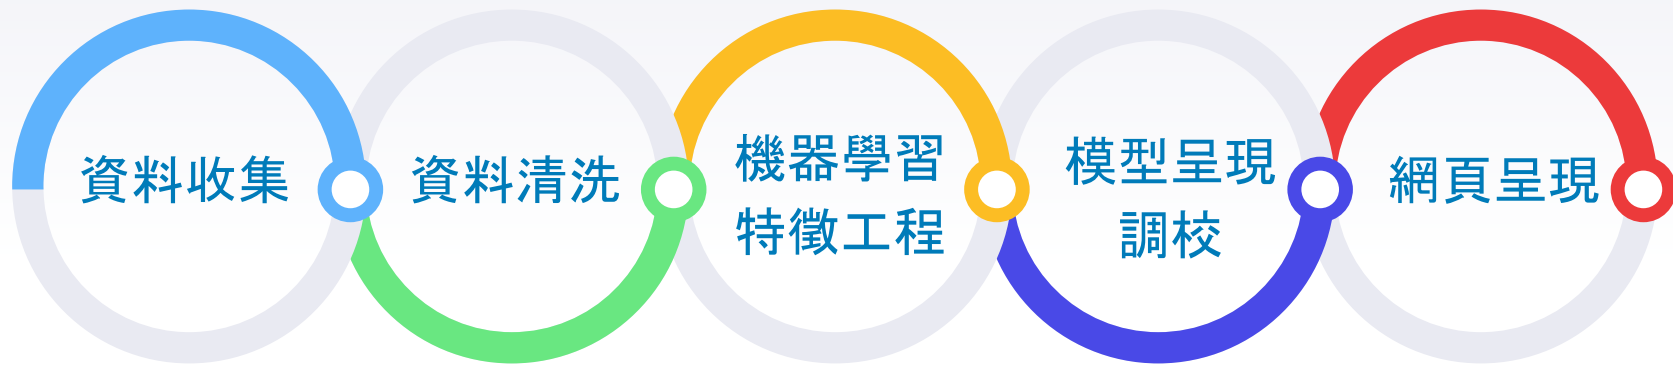 資料收集
資料清洗
機器學習
特徵工程
模型呈現
調校
網頁呈現